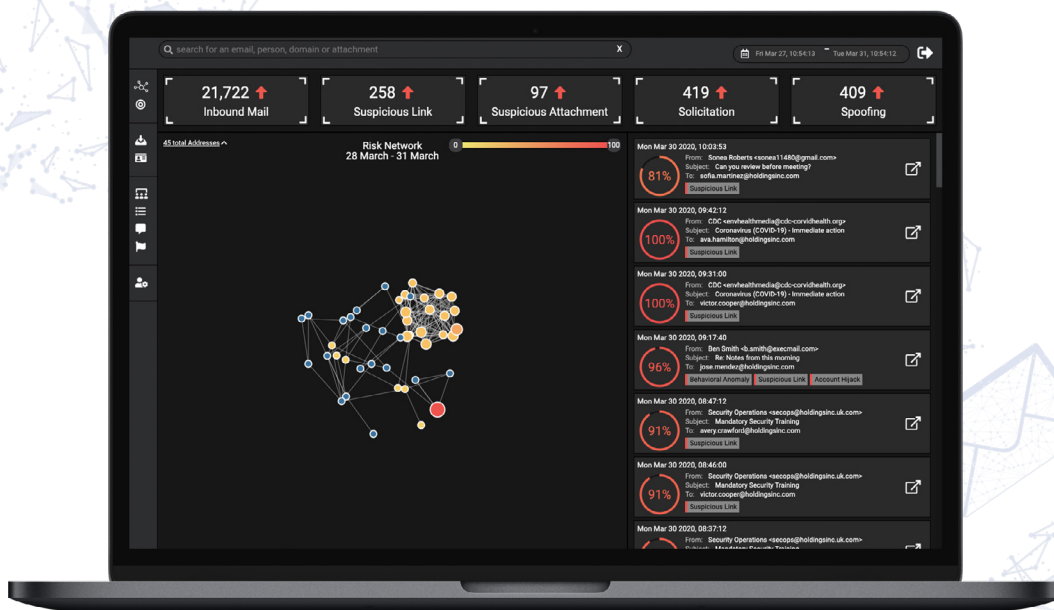 search for an email, person, domain or attachment X
Fri Mar 27, 10:54:13 - Tue Mar 31, 10:54:12
21,722
Inbound Mail
258
Suspicious Link
97
Suspicious Attachment
419
Solicitation
409
Spoofing
45 total Addresses
Risk Network
28 March - 31 March
0 100
Mon Mar 30 2020, 10:03:53
81%
From: Sonea Roberts <sonea11480@gmail.com>
Subject: Can you review before meeting?
To: sofia.martinez@holdingsinc.com
Suspicious Link
Mon Mar 30 2020, 09:42:12
100%
From: CDC <envhealthmedia@cdc-corvidhealth.org>
Subject: Coronavirus (COVID-19) - Immediate action
To: ava.hamilton@holdingsinc.com
Suspicious Link
Mon Mar 30 2020, 09:31:00
100%
From: CDC <envhealthmedia@cdc-corvidhealth.org>
Subject: Coronavirus (COVID-19) - Immediate action
To: victor.cooper@holdingsinc.com
Suspicious Link
Mon Mar 30 2020, 09:17:40
96%
From: Ben Smith <b.smith@execmail.com>
Subject: Re: Notes from this morning
To: jose.mendez@holdingsinc.com
Behavioral Anomaly Suspicious Link Account Hijack
Mon Mar 30 2020, 08:47:12
91%
From: Security Operations <secops@holdingsinc.uk.com>
Subject: Mandatory Security Training
To: avery.crawford@holdingsinc.com
Suspicious Link
Mon Mar 30 2020, 08:46:00
91%
From: Security Operations <secops@holdingsinc.uk.com>
Subject: Mandatory Security Training
To: victor.cooper@holdingsinc.com
Suspicious Link
Mon Mar 30 2020, 08:37:12
From: Security Operations <secops@holdingsinc.uk.com>
Subject: Mandatory Security Training